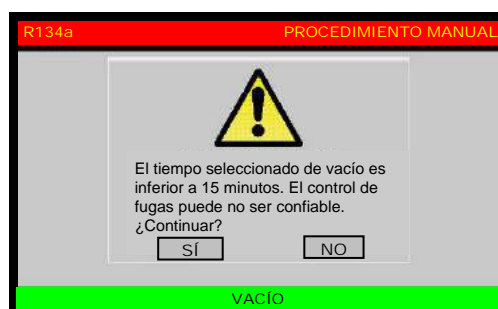 R134a PROCEDIMIENTO MANUAL
El tiempo seleccionado de vacío es
inferior a 15 minutos. El control de
fugas puede no ser confiable.
¿Continuar?
SÍ NO
VACÍO